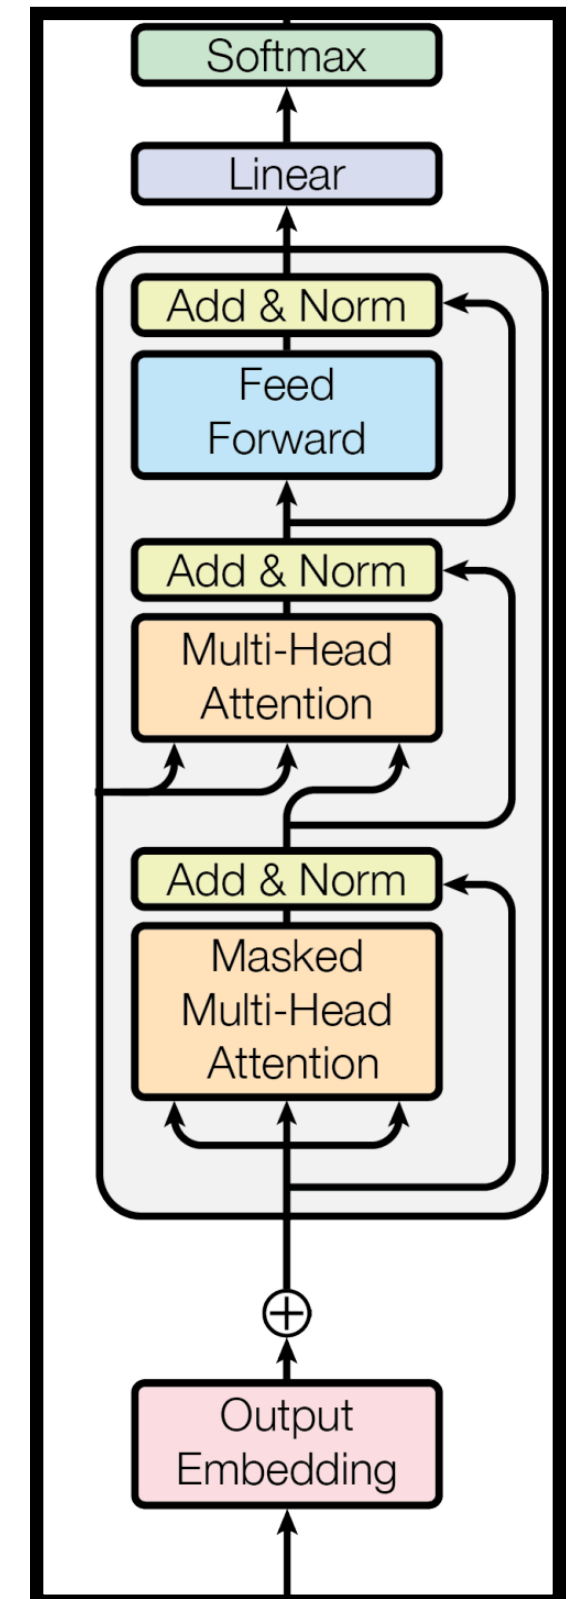 Softmax
Linear
Add & Norm
Feed
Forward
Add & Norm
Multi-Head
Attention
Add & Norm
Masked
Multi-Head
Attention
Output
Embedding